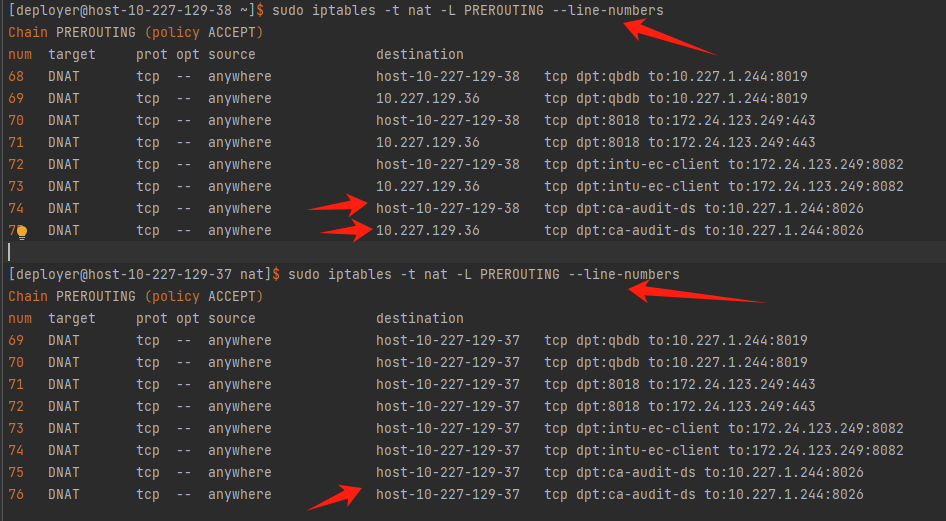 [deployer@host-10-227-129-38 ~]$ sudo iptables -t nat -L PREROUTING --line-numbers
Chain PREROUTING (policy ACCEPT)
num  target     prot opt source               destination
68   DNAT       tcp  --  anywhere             host-10-227-129-38   tcp dpt:qbdb to:10.227.1.244:8019
69   DNAT       tcp  --  anywhere             10.227.129.36        tcp dpt:qbdb to:10.227.1.244:8019
70   DNAT       tcp  --  anywhere             host-10-227-129-38   tcp dpt:8018 to:172.24.123.249:443
71   DNAT       tcp  --  anywhere             10.227.129.36        tcp dpt:8018 to:172.24.123.249:443
72   DNAT       tcp  --  anywhere             host-10-227-129-38   tcp dpt:intu-ec-client to:172.24.123.249:8082
73   DNAT       tcp  --  anywhere             10.227.129.36        tcp dpt:intu-ec-client to:172.24.123.249:8082
74   DNAT       tcp  --  anywhere             host-10-227-129-38   tcp dpt:ca-audit-ds to:10.227.1.244:8026
7    DNAT       tcp  --  anywhere             10.227.129.36        tcp dpt:ca-audit-ds to:10.227.1.244:8026
[deployer@host-10-227-129-37 nat]$ sudo iptables -t nat -L PREROUTING --line-numbers
Chain PREROUTING (policy ACCEPT)
num  target     prot opt source               destination
69   DNAT       tcp  --  anywhere             host-10-227-129-37   tcp dpt:qbdb to:10.227.1.244:8019
70   DNAT       tcp  --  anywhere             host-10-227-129-37   tcp dpt:qbdb to:10.227.1.244:8019
71   DNAT       tcp  --  anywhere             host-10-227-129-37   tcp dpt:8018 to:172.24.123.249:443
72   DNAT       tcp  --  anywhere             host-10-227-129-37   tcp dpt:8018 to:172.24.123.249:443
73   DNAT       tcp  --  anywhere             host-10-227-129-37   tcp dpt:intu-ec-client to:172.24.123.249:8082
74   DNAT       tcp  --  anywhere             host-10-227-129-37   tcp dpt:intu-ec-client to:172.24.123.249:8082
75   DNAT       tcp  --  anywhere             host-10-227-129-37   tcp dpt:ca-audit-ds to:10.227.1.244:8026
76   DNAT       tcp  --  anywhere             host-10-227-129-37   tcp dpt:ca-audit-ds to:10.227.1.244:8026